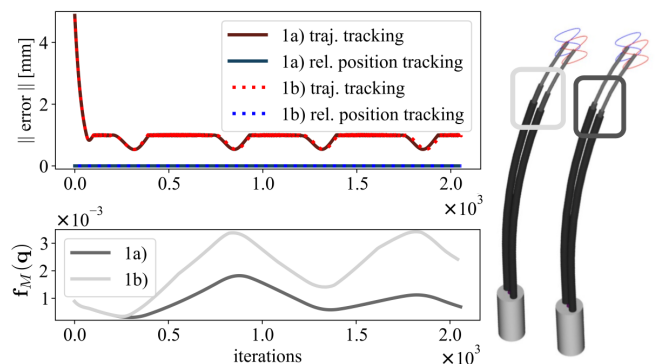 || error || [mm]
4
2
0
1a) traj. tracking
1a) rel. position tracking
1b) traj. tracking
1b) rel. position tracking
0.0 0.5 1.0 1.5 2.0
×10³
×10⁻³
f_M(q)
3
2
1
1a)
1b)
0.0 0.5 1.0 1.5 2.0
iterations
×10³